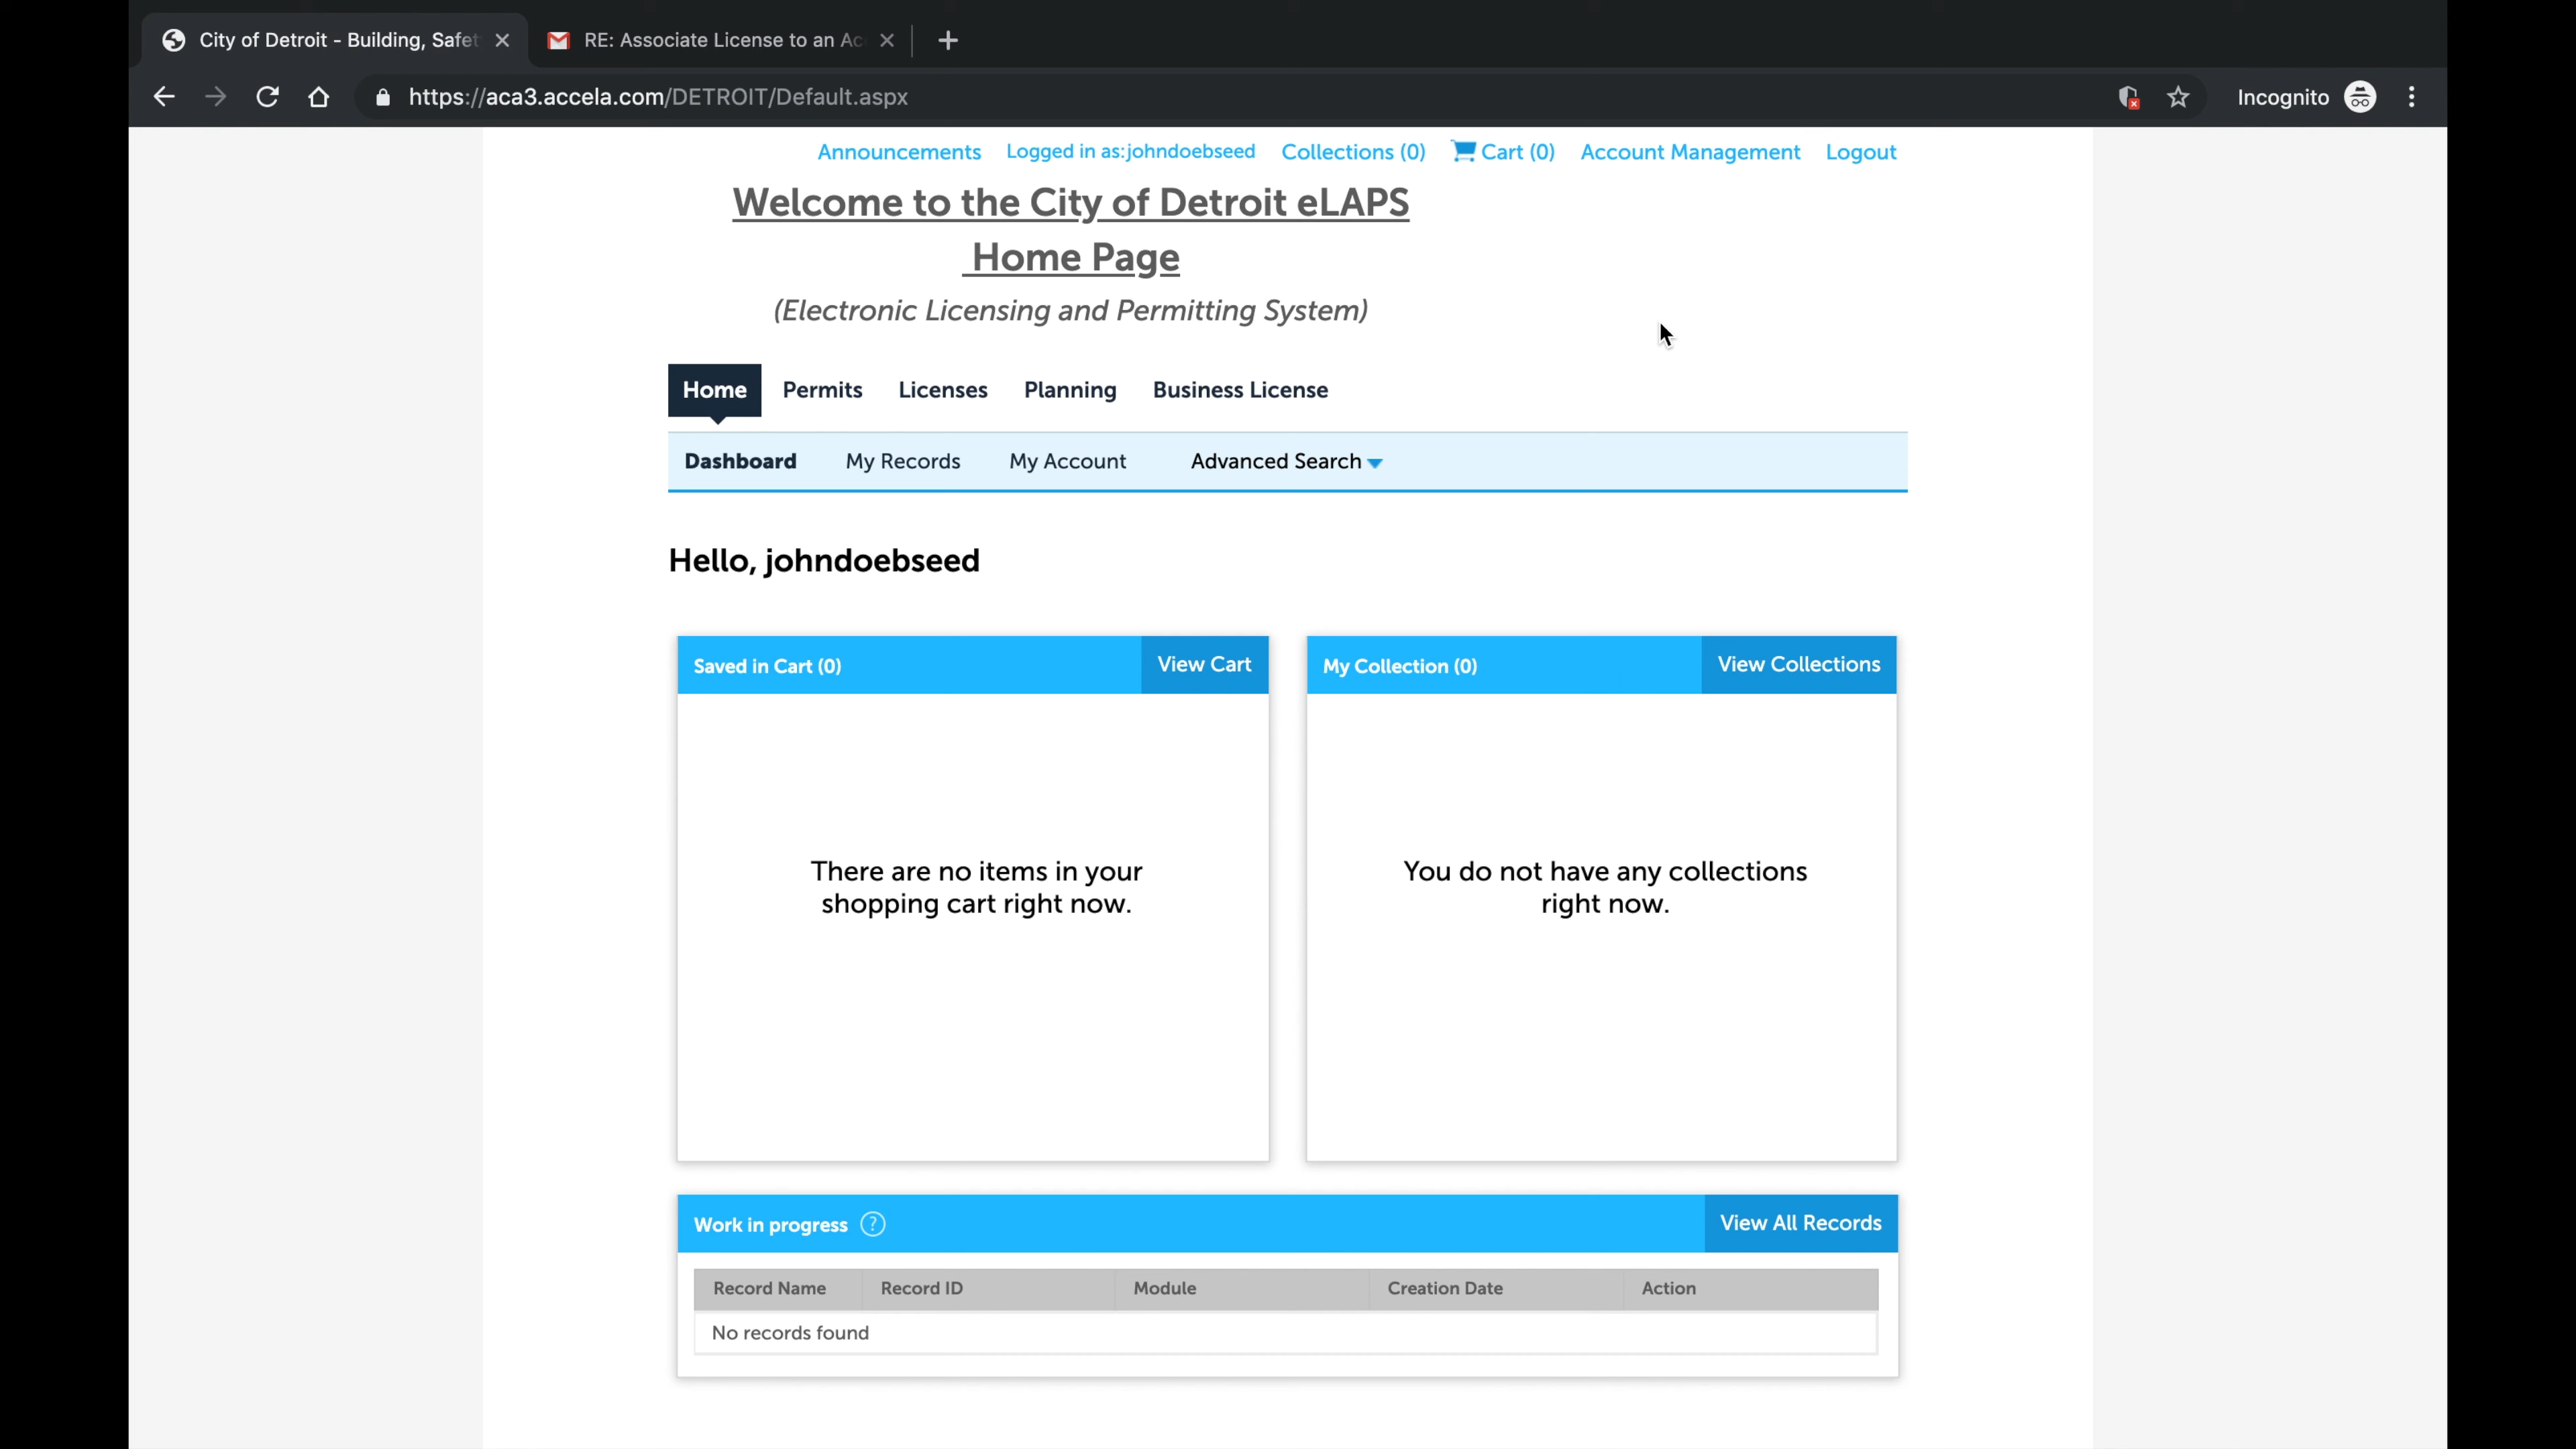 City of Detroit - Building, Safet
RE: Associate License to an Ac
https://aca3.accela.com/DETROIT/Default.aspx
Incognito
Announcements
Logged in as:johndoebseed
Collections (0)
Cart (0)
Account Management
Logout
Welcome to the City of Detroit eLAPS
Home Page
(Electronic Licensing and Permitting System)
Home
Permits
Licenses
Planning
Business License
Dashboard
My Records
My Account
Advanced Search
Hello, johndoebseed
Saved in Cart (0)
View Cart
There are no items in your
shopping cart right now.
My Collection (0)
View Collections
You do not have any collections
right now.
Work in progress ?
View All Records
Record Name
Record ID
Module
Creation Date
Action
No records found